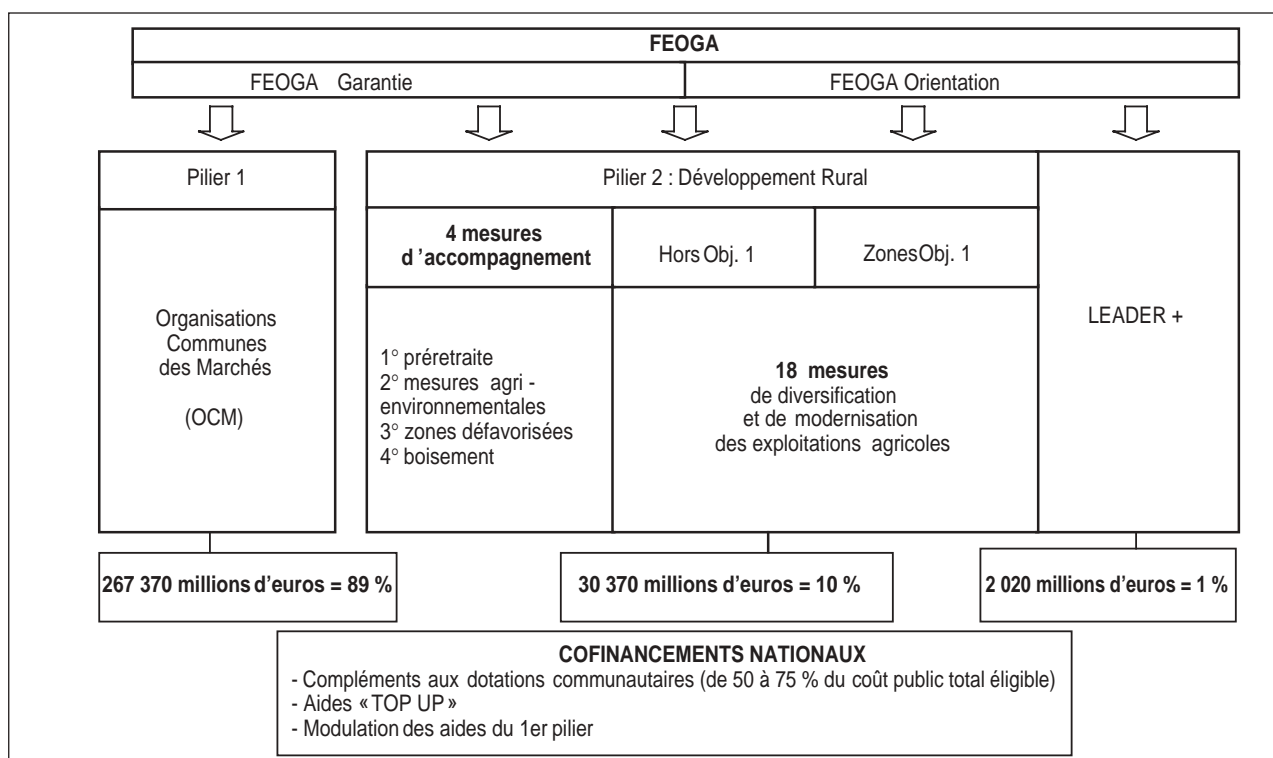 FEOGA
FEOGA Garantie
FEOGA Orientation
Pilier 1
Pilier 2 : Développement Rural
4 mesures
d ’accompagnement
Hors Obj. 1
Zones Obj. 1
Organisations
Communes
des Marchés
(OCM)
1° préretraite
2° mesures agri -
environnementales
3° zones défavorisées
4° boisement
18 mesures
de diversification
et de modernisation
des exploitations agricoles
LEADER +
267 370 millions d’euros = 89 %
30 370 millions d’euros = 10 %
2 020 millions d’euros = 1 %
COFINANCEMENTS NATIONAUX
- Compléments aux dotations communautaires (de 50 à 75 % du coût public total éligible)
- Aides « TOP UP »
- Modulation des aides du 1er pilier